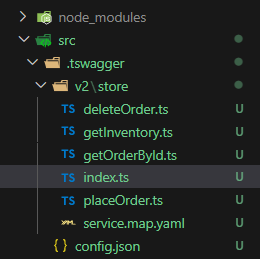 node_modules
src
.tswagger
v2\store
TS deleteOrder.ts U
TS getInventory.ts U
TS getOrderById.ts U
TS index.ts U
TS placeOrder.ts U
YAML service.map.yaml U
{} config.json U